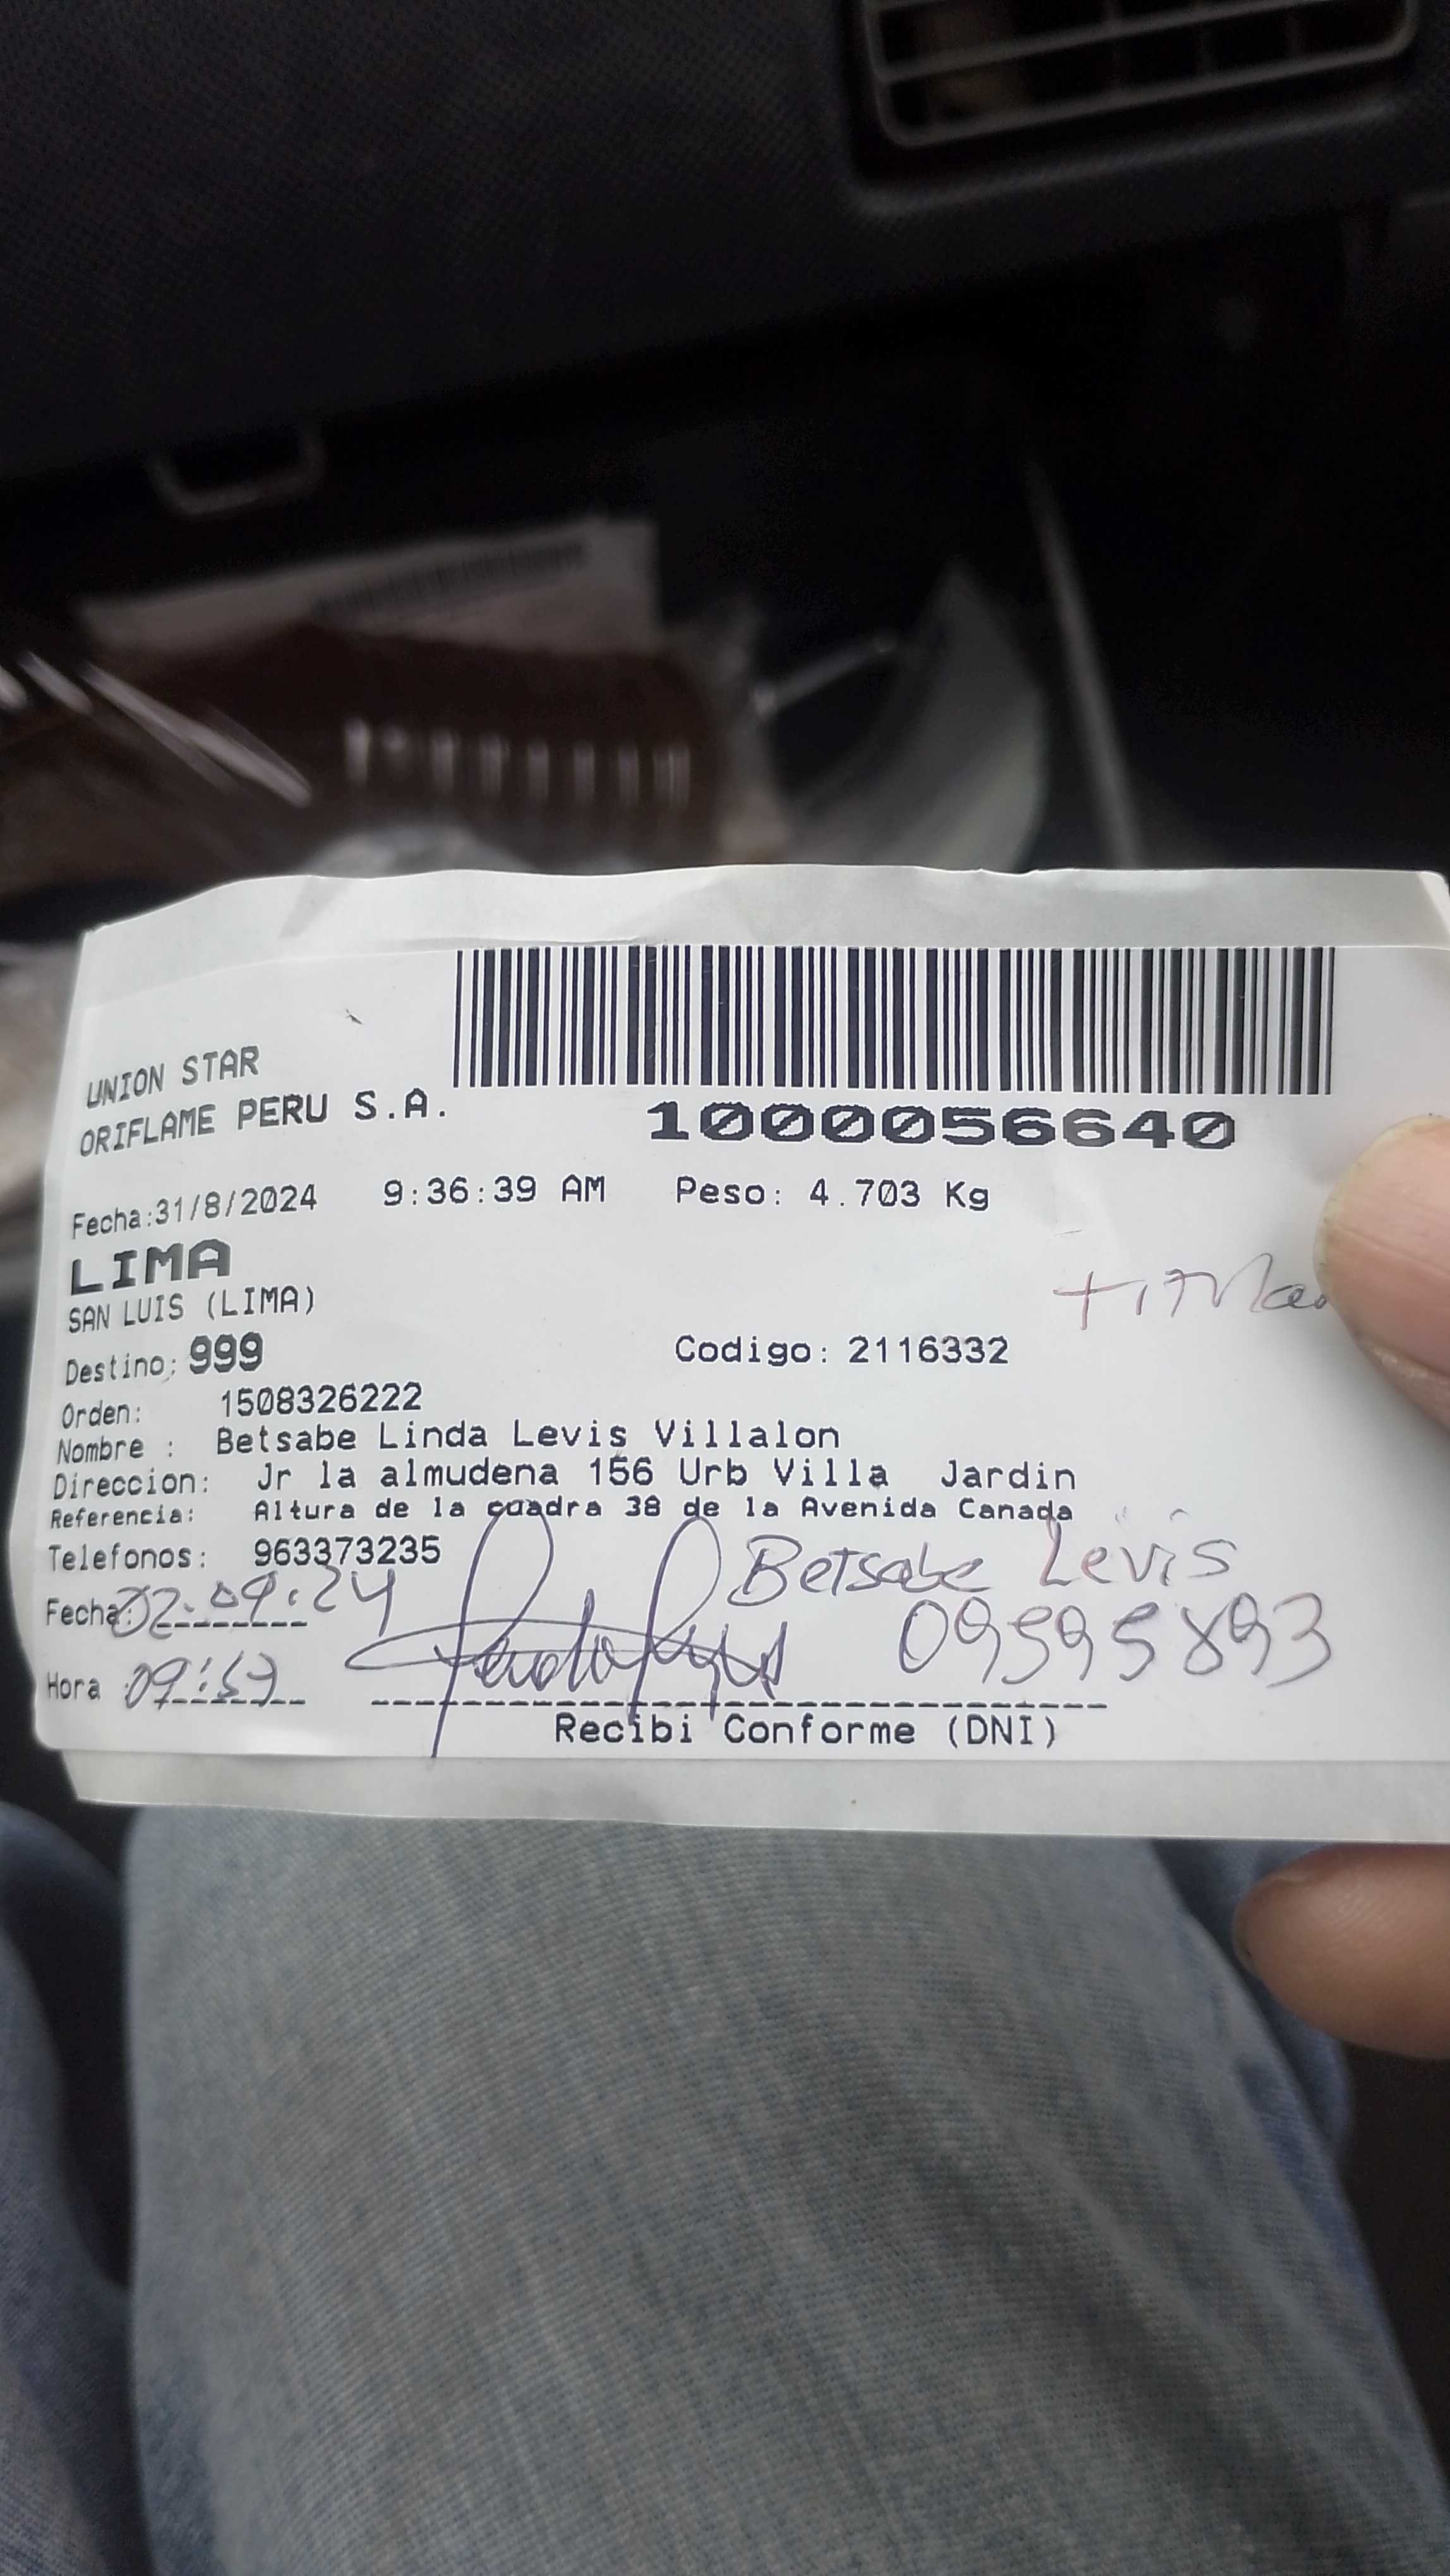 UNION STAR
ORIFLAME PERU S.A.
1000056640
Fecha:31/8/2024 9:36:39 AM Peso: 4.703 Kg
LIMA
SAN LUIS (LIMA)
Destino: 999 Codigo: 2116332
Orden: 1508326222
Nombre : Betsabe Linda Levis Villalon
Direccion: Jr la almudena 156 Urb Villa Jardin
Referencia: Altura de la cuadra 38 de la Avenida Canada
Telefonos: 963373235
Betsabe Levis
Fecha: 02.09.24
09595893
Hora
Recibi Conforme (DNI)